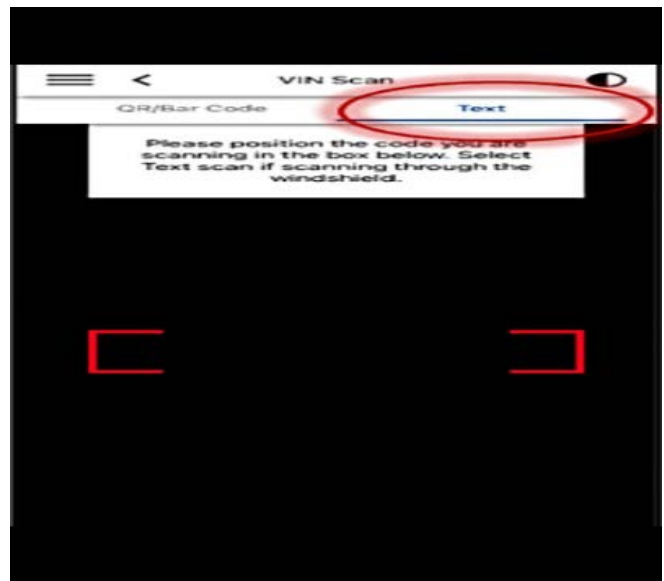 VIN Scan
QR/Bar Code
Text
Please position the code you are
scanning in the box below. Select
Text scan if scanning through the
windshield.